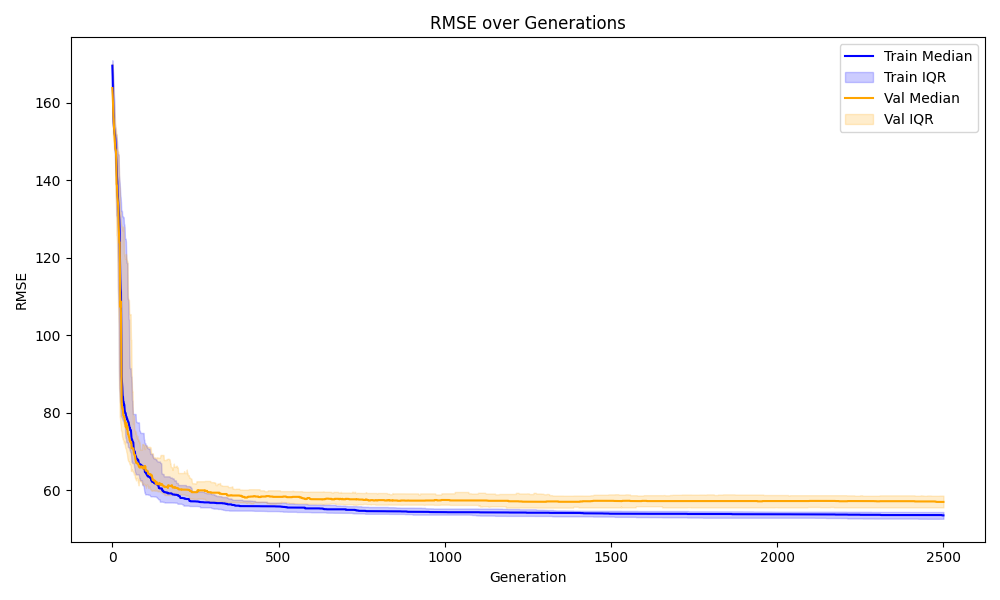 RMSE over Generations
Train Median
Train IQR
Val Median
Val IQR
RMSE
160
140
120
100
80
60
0
500
1000
1500
2000
2500
Generation